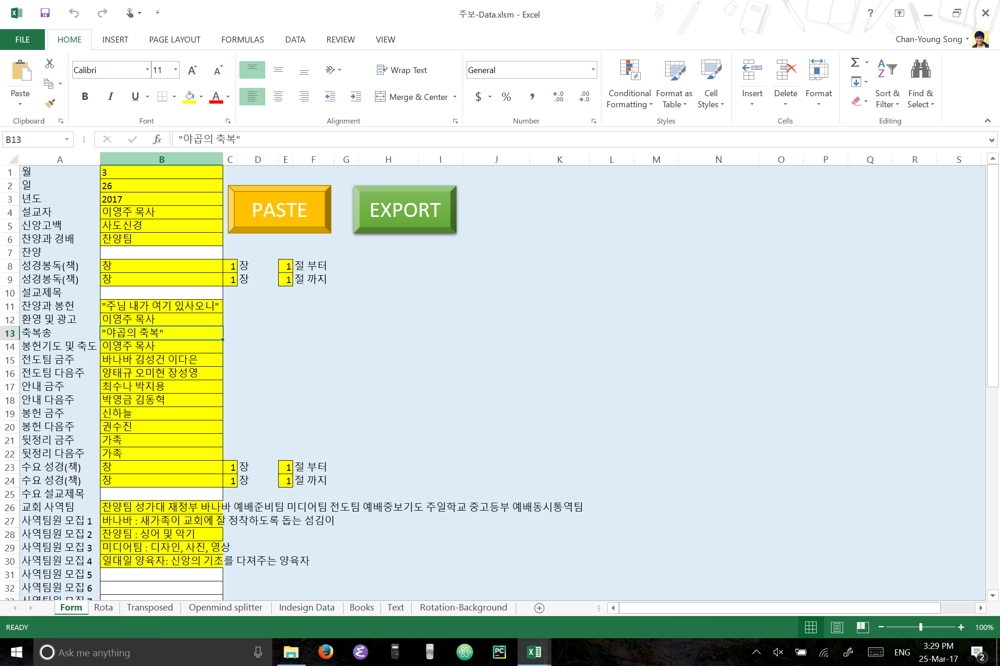 주보-Data.xlsm - Excel
?
FILE HOME INSERT PAGE LAYOUT FORMULAS DATA REVIEW VIEW
Chan-Young Song
Paste
Clipboard
Calibri 11
B I U A
Font
Wrap Text
Merge & Center
Alignment
General
$ % , .0 .00 .00 .0
Number
Conditional Formatting
Format as Table
Cell Styles
Styles
Insert
Delete
Format
Cells
Sort & Filter
Find & Select
Editing
B13 fx "야곱의 축복"
A B C D E F G H I J K L M N O P Q R S
1 월 3
2 일 26
3 년도 2017
4 설교자 이영주 목사
5 신앙고백 사도신경
6 찬양과 경배 찬양팀
7 찬양
8 성경봉독(책) 창 1 장 1 절 부터
9 성경봉독(책) 창 1 장 1 절 까지
10 설교제목
11 찬양과 봉헌 "주님 내가 여기 있사오니"
12 환영 및 광고 이영주 목사
13 축복송 "야곱의 축복"
14 봉헌기도 및 축도 이영주 목사
15 전도팀 금주 바나바 김성건 이다은
16 전도팀 다음주 양태규 오미현 장성영
17 안내 금주 최수나 박지용
18 안내 다음주 박영금 김동혁
19 봉헌 금주 신하늘
20 봉헌 다음주 권수진
21 뒷정리 금주 가족
22 뒷정리 다음주 가족
23 수요 성경(책) 창 1 장 1 절 부터
24 수요 성경(책) 창 1 장 1 절 까지
25 수요 설교제목
26 교회 사역팀 찬양팀 성가대 재정부 바나바 예배준비팀 미디어팀 전도팀 예배중보기도 주일학교 중고등부 예배동시통역팀
27 사역팀원 모집 1 바나바 : 새가족이 교회에 잘 정착하도록 돕는 섬김이
28 사역팀원 모집 2 찬양팀 : 싱어 및 악기
29 사역팀원 모집 3 미디어팀 : 디자인, 사진, 영상
30 사역팀원 모집 4 일대일 양육자: 신앙의 기초를 다져주는 양육자
31 사역팀원 모집 5
32 사역팀원 모집 6
PASTE
EXPORT
Form Rota Transposed Openmind splitter Indesign Data Books Text Rotation-Background
READY
100%
Ask me anything
PC
ENG
3:29 PM
25-Mar-17
2